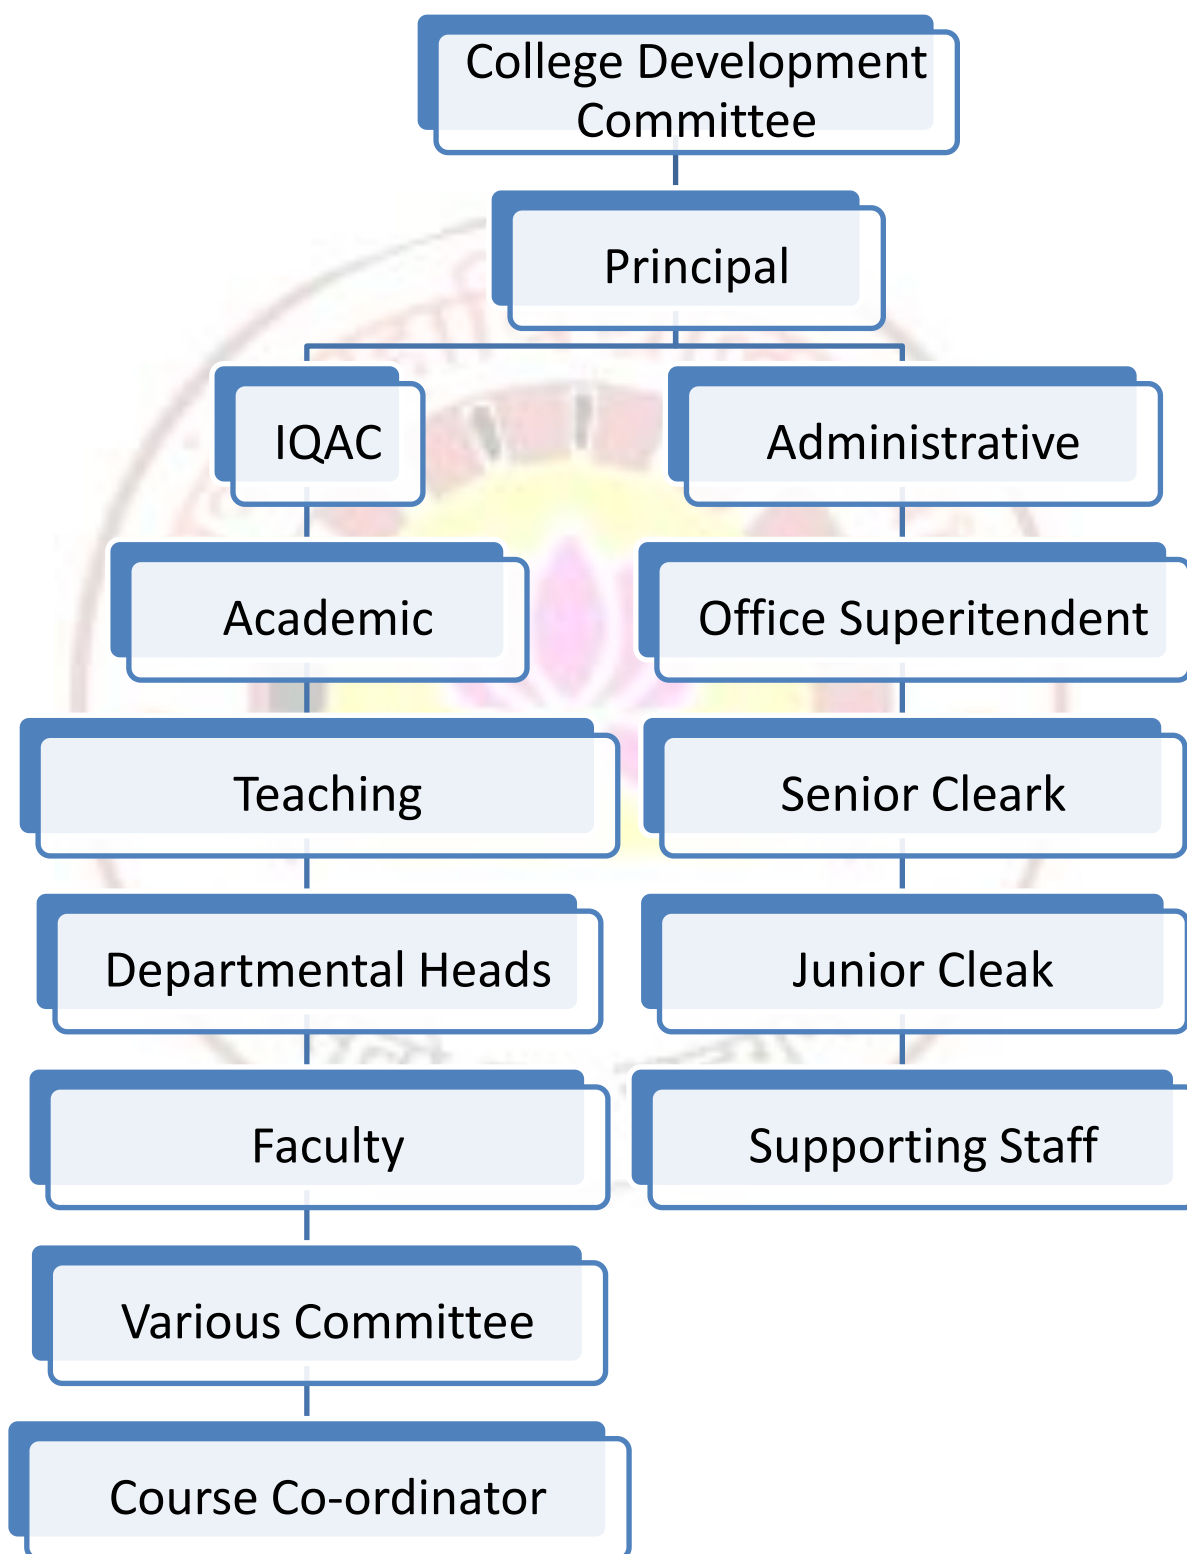 College Development
Committee
Principal
IQAC
Administrative
Academic
Office Superitendent
Teaching
Senior Cleark
Departmental Heads
Junior Cleak
Faculty
Supporting Staff
Various Committee
Course Co-ordinator